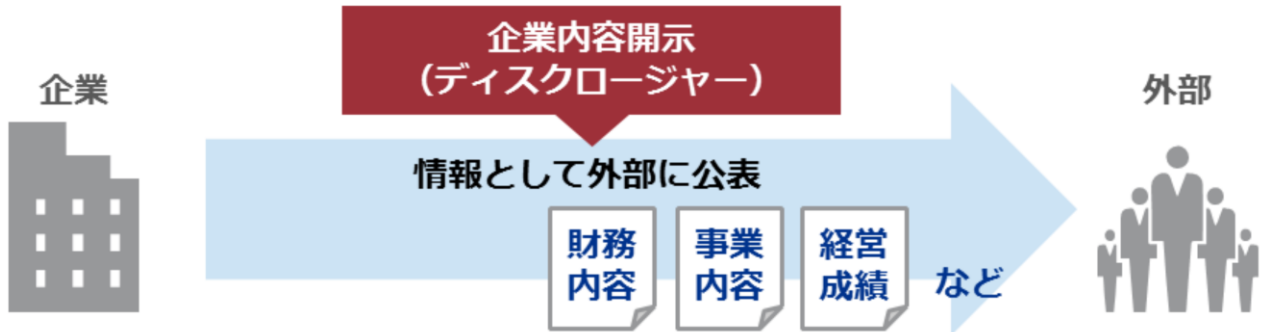 企業内容開示
（ディスクロージャー）
企業
外部
情報として外部に公表
財務
内容
事業
内容
経営
成績
など